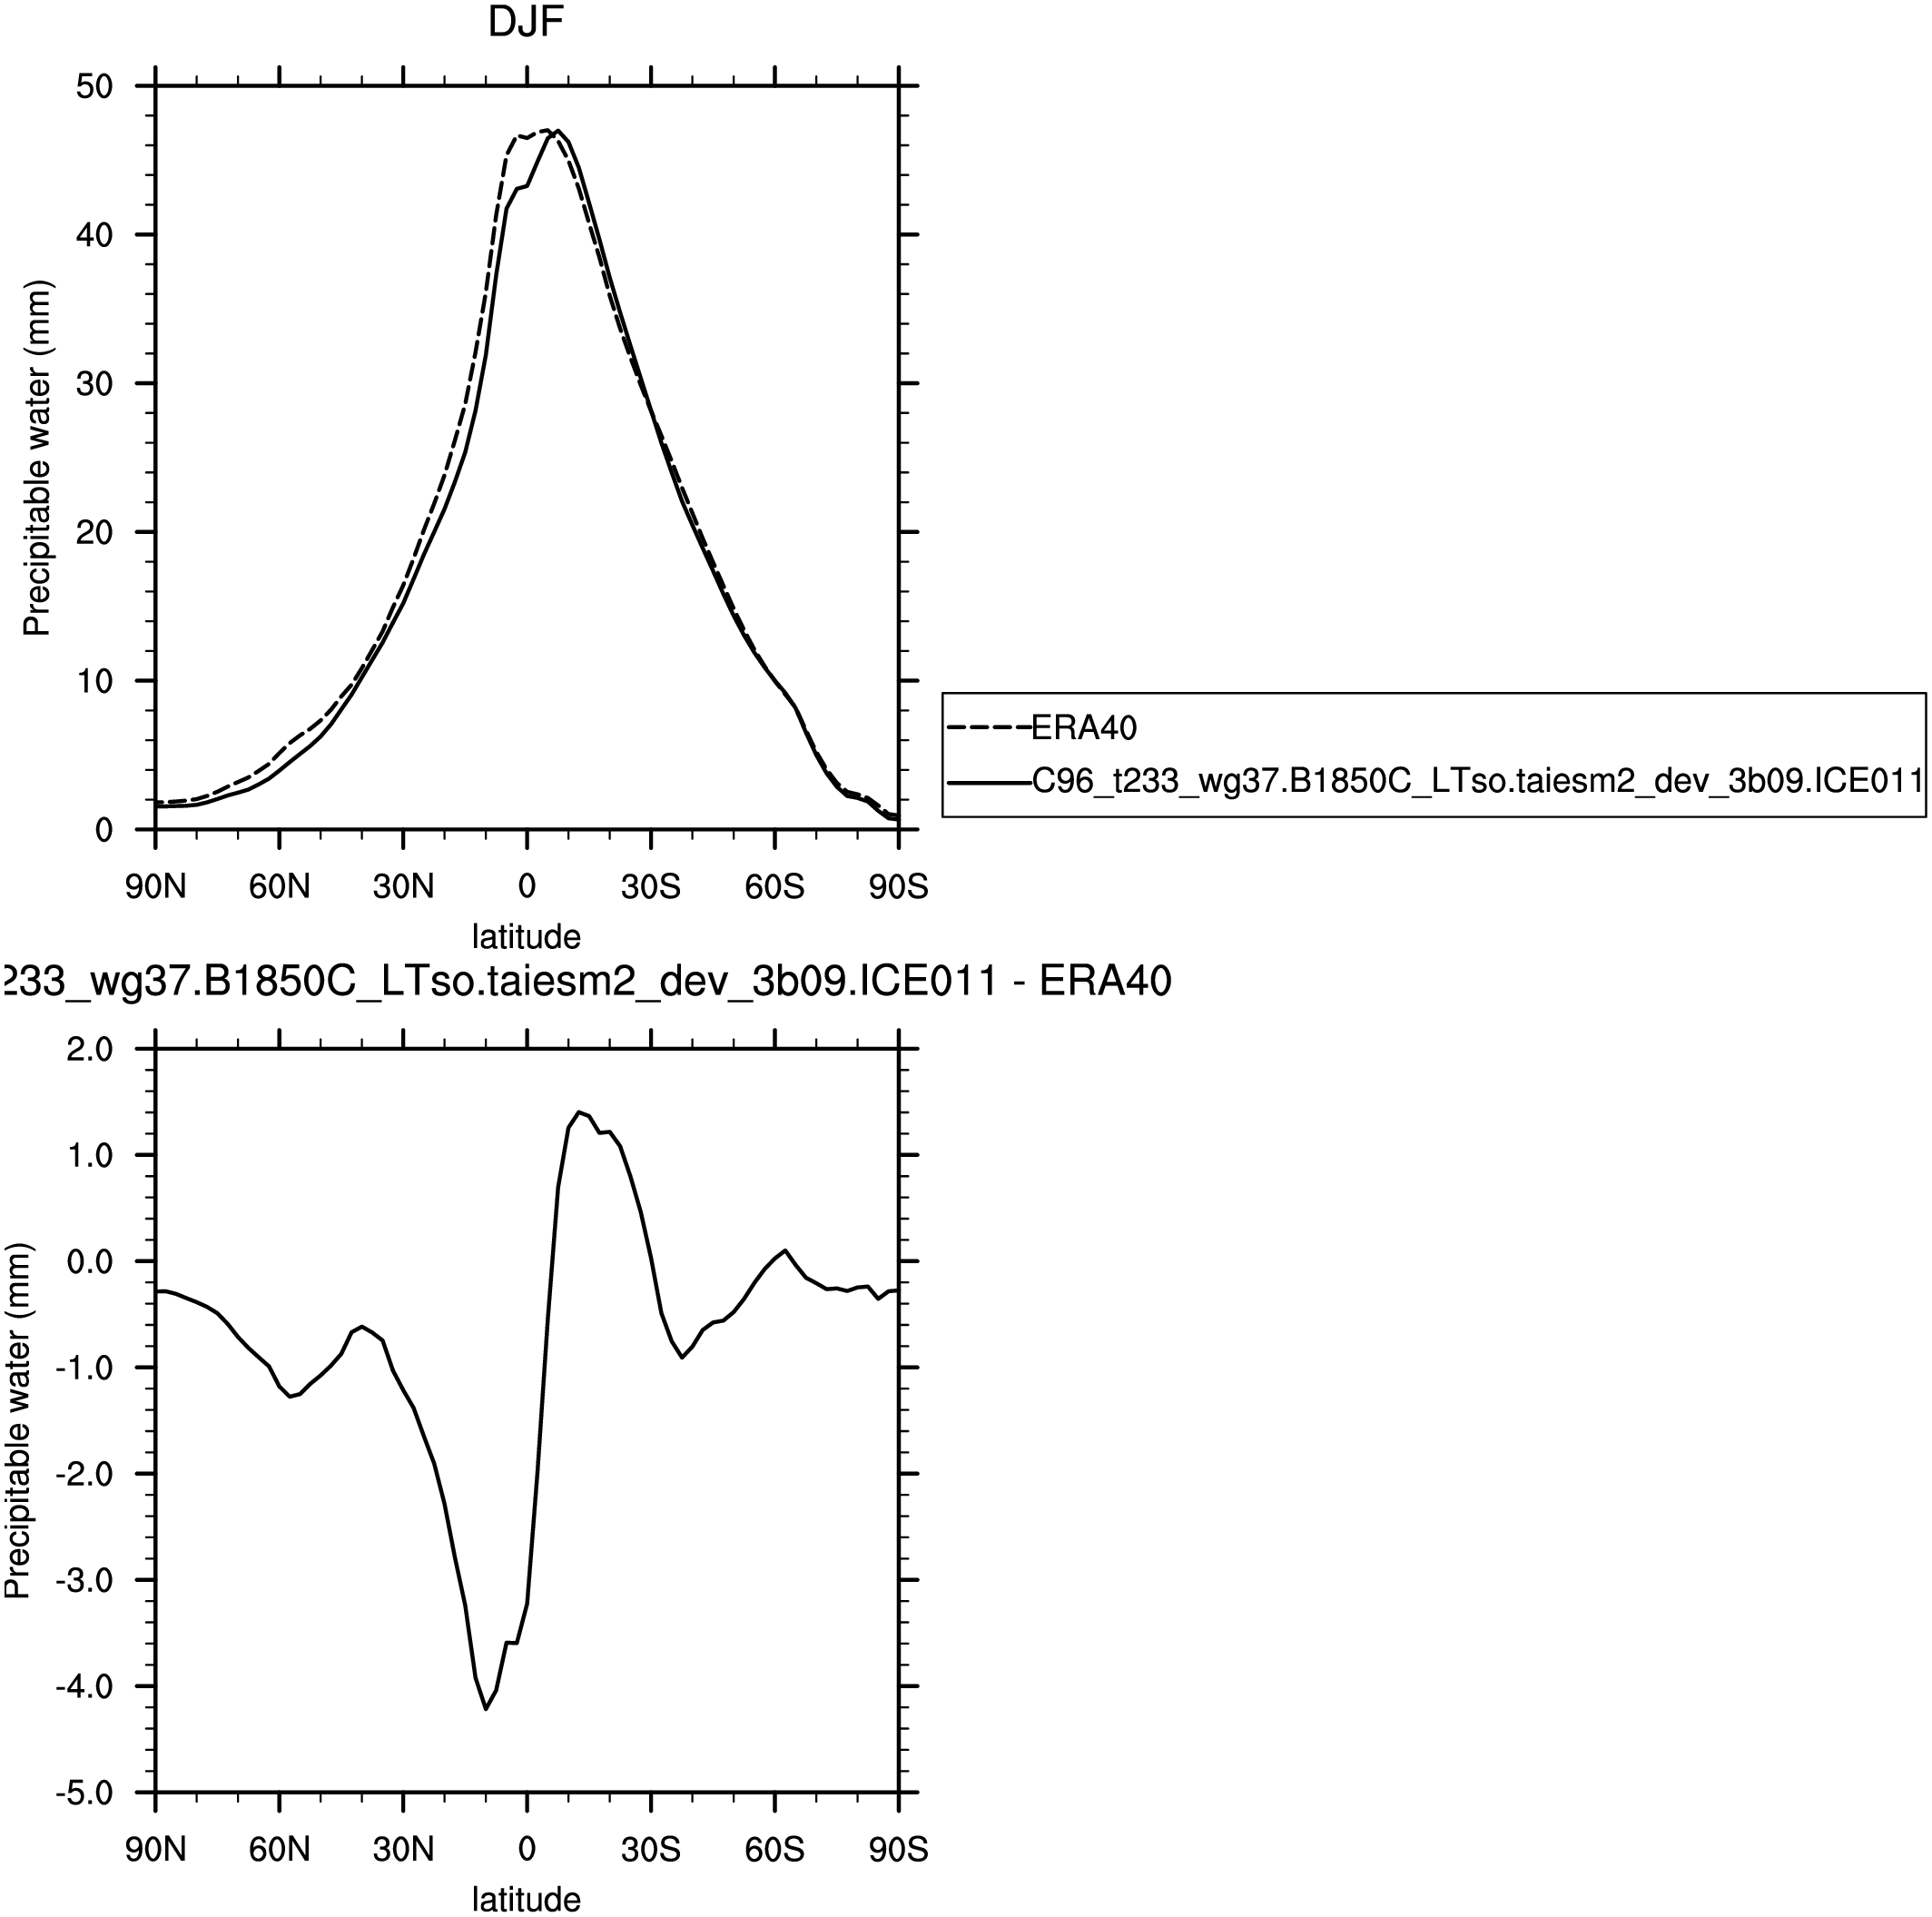 DJF
50
40
30
20
10
0
Precipitable water (mm)
90N 60N 30N 0 30S 60S 90S
latitude
ERA40
C96_t233_wg37.B1850C_LTso.taiesm2_dev_3b09.ICE011
233_wg37.B1850C_LTso.taiesm2_dev_3b09.ICE011 - ERA40
2.0
1.0
0.0
-1.0
-2.0
-3.0
-4.0
-5.0
Precipitable water (mm)
90N 60N 30N 0 30S 60S 90S
latitude